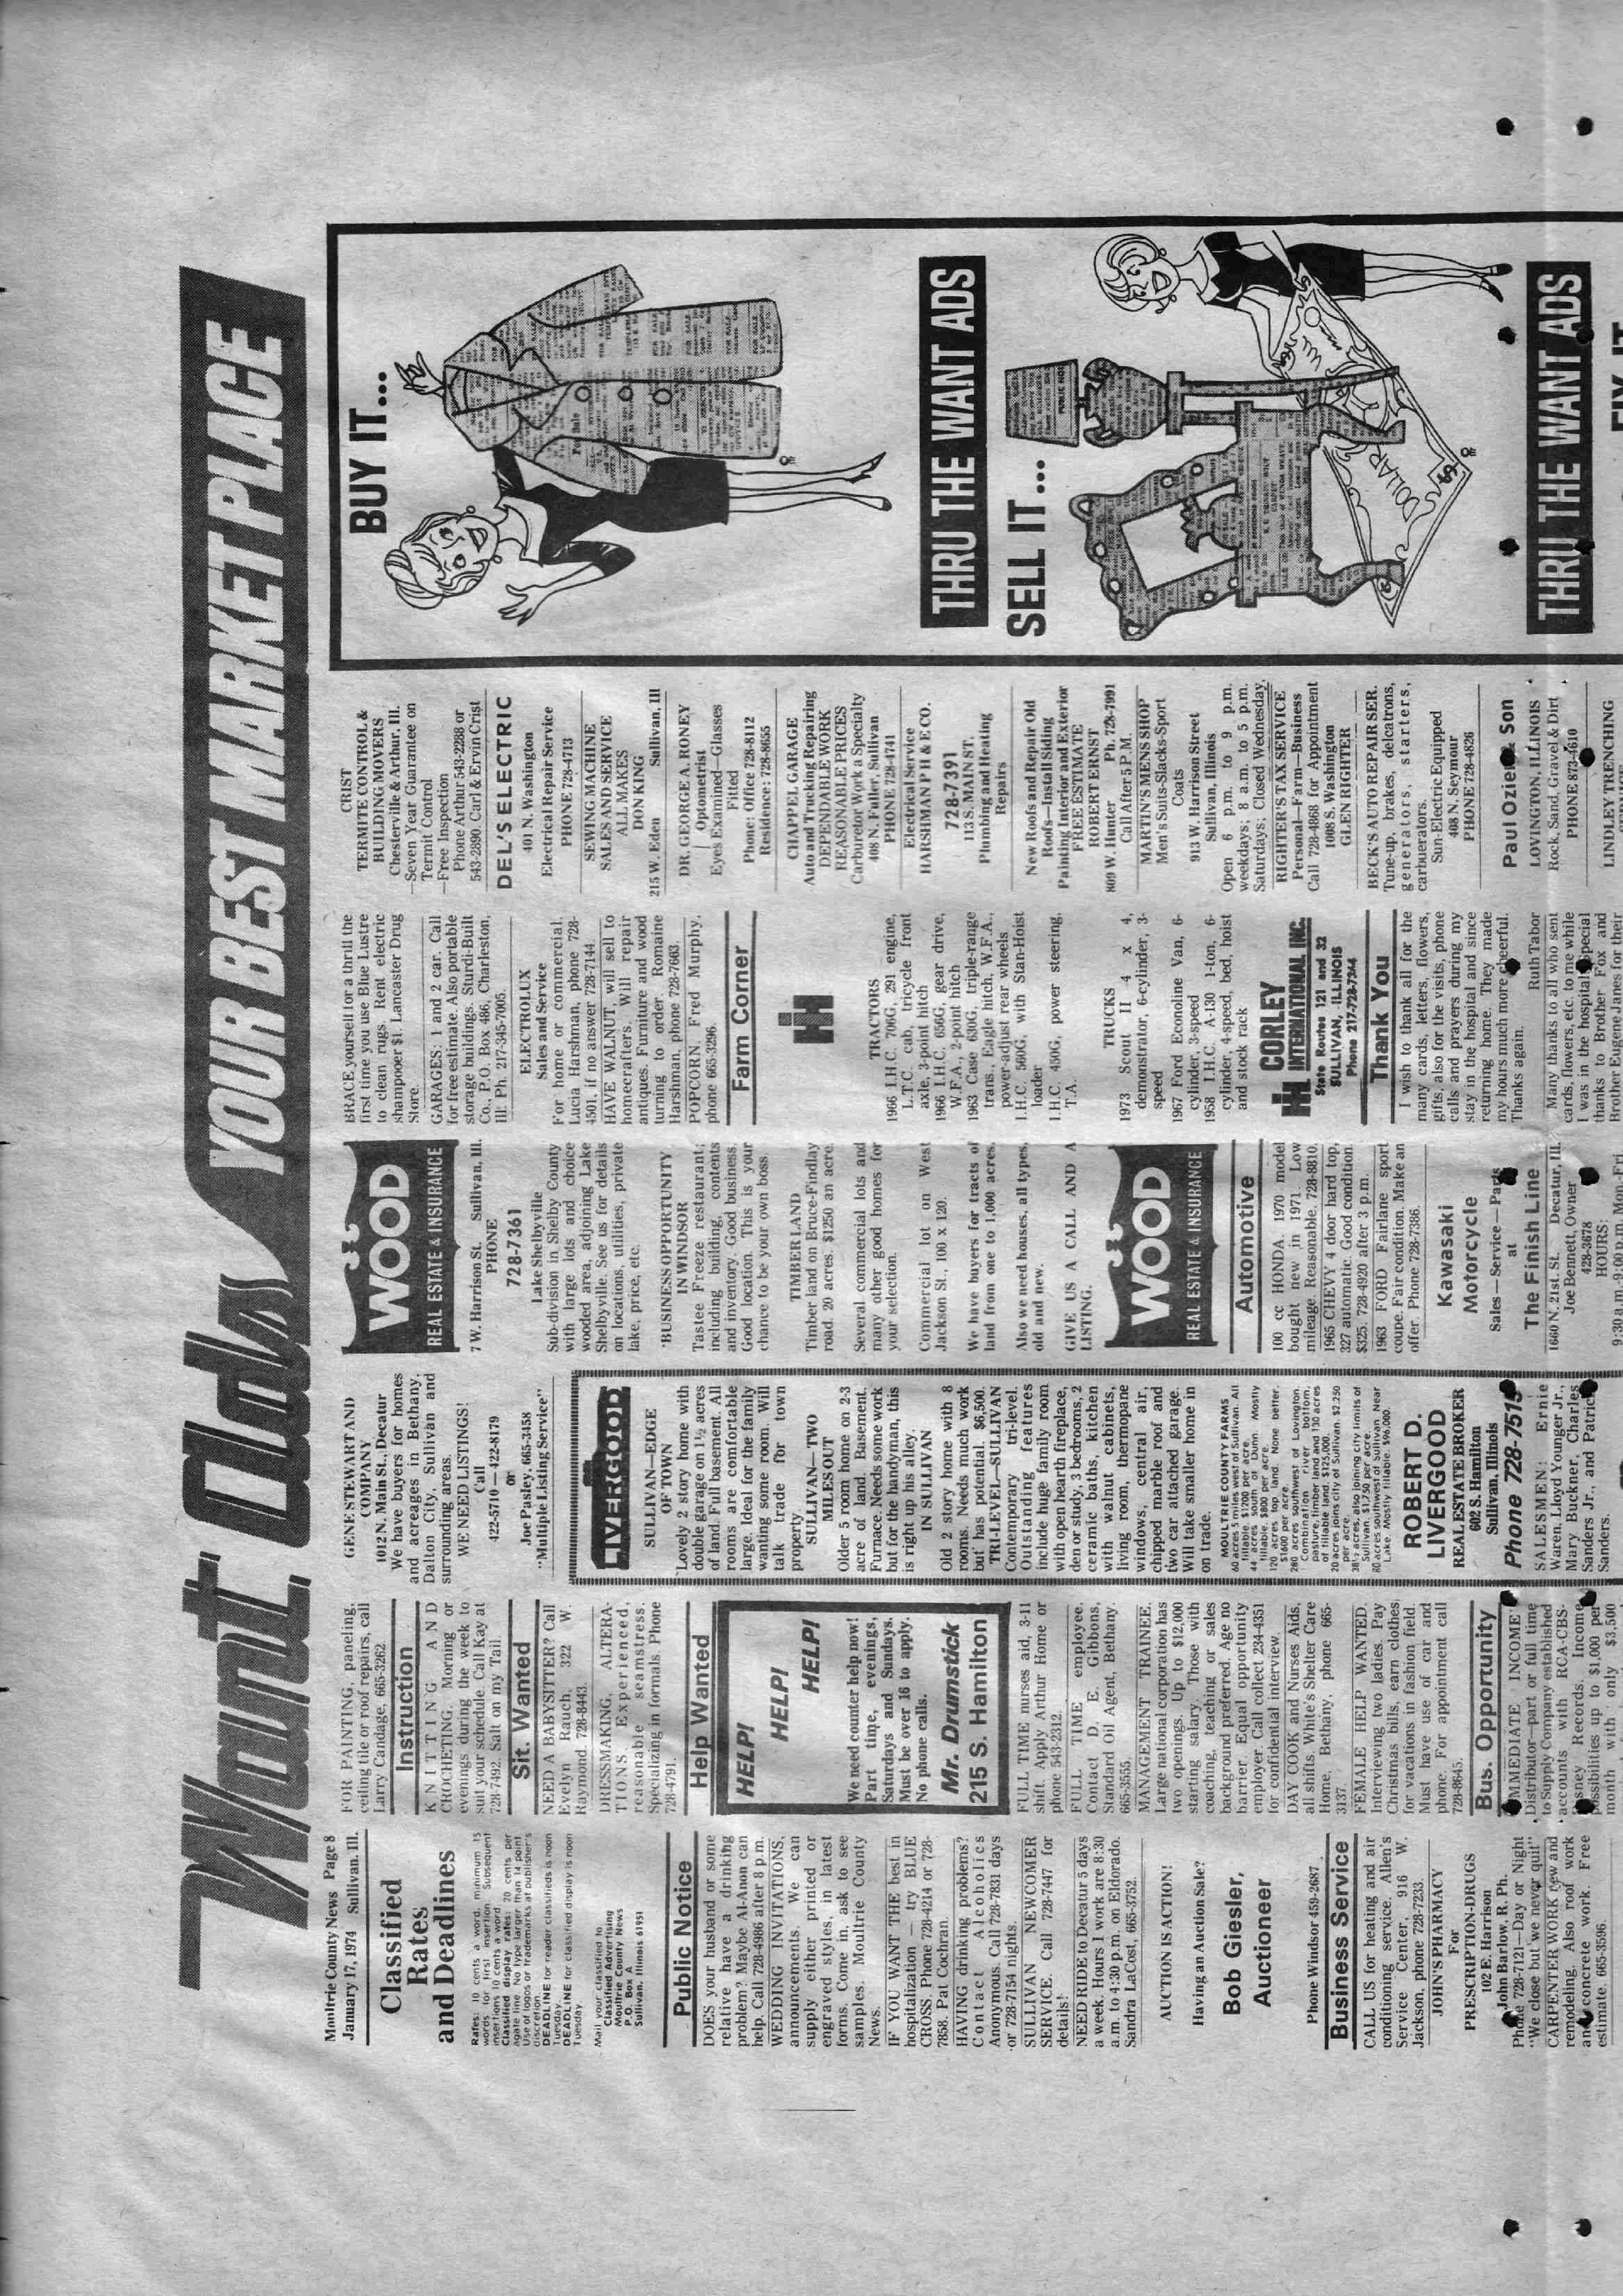 Want Ads YOUR BEST MARKET PLACE
Moultrie County News Page 8
January 17, 1974 Sullivan, Ill.
Classified
Rates
and Deadlines
Rates: 10 cents a word, minimum 15
words for first insertion. Subsequent
insertions 10 cents a word.
Classified display rates: 20 cents per
agate line. No type larger than 14 point
Use of logos or trademarks at publisher's
discretion.
DEADLINE for reader classifieds is noon
Tuesday.
DEADLINE for classified display is noon
Tuesday.
Mail your classified to
Classified Advertising
Moultrie County News
P.O. Box A
Sullivan, Illinois 61951
Public Notice
DOES your husband or some
relative have a drinking
problem? Maybe Al-Anon can
help. Call 728-4986 after 8 p.m.
WEDDING INVITATIONS,
announcements. We can
supply either printed or
engraved styles, in latest
forms. Come in, ask to see
samples. Moultrie County
News.
IF YOU WANT THE best in
hospitalization — try BLUE
CROSS Phone 728-4214 or 728-
7858. Pat Cochran.
HAVING drinking problems?
Contact Alcoholics
Anonymous. Call 728-7831 days
or 728-7154 nights.
SULLIVAN NEWCOMER
SERVICE. Call 728-7447 for
details!
NEED RIDE to Decatur 5 days
a week. Hours I work are 8:30
a.m. to 4:30 p.m. on Eldorado.
Sandra LaCost, 665-3752.
AUCTION IS ACTION!
Having an Auction Sale?
Bob Giesler,
Auctioneer
Phone Windsor 459-2687
Business Service
CALL US for heating and air
conditioning service. Allen's
Service Center, 916 W.
Jackson, phone 728-7233.
JOHN'S PHARMACY
For
PRESCRIPTION-DRUGS
102 E. Harrison
John Barlow, R. Ph.
Phone 728-7121—Day or Night
"We close but we never quit"
CARPENTER WORK new and
remodeling. Also roof work
and concrete work. Free
estimate. 665-3596.
FOR PAINTING, paneling,
ceiling tile or roof repairs, call
Larry Candage. 665-3262
Instruction
KNITTING AND
CROCHETING. Morning or
evenings during the week to
suit your schedule. Call Kay at
728-7492. Salt on my Tail.
Sit. Wanted
NEED A BABYSITTER? Call
Evelyn Rauch, 322 W.
Raymond. 728-8443.
DRESSMAKING, ALTERA-
TIONS. Experienced,
reasonable seamstress.
Specializing in formals. Phone
728-4791.
Help Wanted
HELP!
HELP!
HELP!
We need counter help now!
Part time, evenings,
Saturdays and Sundays.
Must be over 16 to apply.
No phone calls.
Mr. Drumstick
215 S. Hamilton
FULL TIME nurses aid, 3-11
shift. Apply Arthur Home or
phone 543-2312.
FULL TIME employee.
Contact D. E. Gibbons,
Standard Oil Agent, Bethany.
665-3555
MANAGEMENT TRAINEE.
Large national corporation has
two openings. Up to $12,000
starting salary. Those with
coaching, teaching or sales
background preferred. Age no
barrier. Equal opportunity
employer. Call collect 234-4351
for confidential interview.
DAY COOK and Nurses Aids,
all shifts. White's Shelter Care
Home, Bethany, phone 665-
3137.
FEMALE HELP WANTED.
Interviewing two ladies. Pay
Christmas bills, earn clothes,
for vacations in fashion field.
Must have use of car and
phone. For appointment call
728-8645.
Bus. Opportunity
IMMEDIATE INCOME
Distributor—part or full time
to Supply Company established
accounts with RCA-CBS-
Disney Records. Income
possibilities up to $1,000 per
month with only $3,500
GENE STEWART AND
COMPANY
1012 N. Main St., Decatur
We have buyers for homes
and acreages in Bethany,
Dalton City, Sullivan and
surrounding areas.
WE NEED LISTINGS!
Call
422-5710 — 422-8179
or
Joe Pasley, 665-3458
"Multiple Listing Service"
LIVERGOOD
SULLIVAN—EDGE
OF TOWN
Lovely 2 story home with
double garage on 1½ acres
of land. Full basement. All
rooms are comfortable
large. Ideal for the family
wanting some room. Will
talk trade for town
property.
SULLIVAN—TWO
MILES OUT
Older 5 room home on 2-3
acre of land. Basement.
Furnace. Needs some work
but for the handyman, this
is right up his alley.
IN SULLIVAN
Old 2 story home with 8
rooms. Needs much work
but has potential. $6,500.
TRI-LEVEL—SULLIVAN
Contemporary tri-level.
Outstanding features
include huge family room
with open hearth fireplace,
den or study, 3 bedrooms, 2
ceramic baths, kitchen
with walnut cabinets,
living room, thermopane
windows, central air,
chipped marble roof and
two car attached garage.
Will take smaller home in
on trade.
MOULTRIE COUNTY FARMS
60 acres 5 miles west of Sullivan. All
tillable. $1200 per acre.
44 acres south of Dunn. Mostly
tillable. $800 per acre.
120 acres top land. None better.
$1600 per acre.
280 acres southwest of Lovington.
Combination river bottom,
pasture, timber land and 130 acres
of tillable land. $125,000.
20 acres joins city of Sullivan. $2,250
per acre.
38½ acres, also joining city limits of
Sullivan. $1,750 per acre.
80 acres southwest of Sullivan. Near
Lake. Mostly tillable. $96,000.
ROBERT D.
LIVERGOOD
REAL ESTATE BROKER
602 S. Hamilton
Sullivan, Illinois
Phone 728-7515
SALESMEN: Ernie
Waren, Lloyd Younger Jr.,
Mary Buckner, Charles
Sanders Jr., and Patrick
Sanders.
WOOD
REAL ESTATE & INSURANCE
7 W. Harrison St. Sullivan, Ill.
PHONE
728-7361
Lake Shelbyville
Sub-division in Shelby County
with large lots and choice
wooded area, adjoining Lake
Shelbyville. See us for details
on locations, utilities, private
lake, price, etc.
BUSINESS OPPORTUNITY
IN WINDSOR
Tastee Freeze restaurant;
including building, contents
and inventory. Good business.
Good location. This is your
chance to be your own boss.
TIMBER LAND
Timber land on Bruce-Findlay
road. 20 acres. $1250 an acre.
Several commercial lots and
many other good homes for
your selection.
Commercial lot on West
Jackson St., 100 x 120.
We have buyers for tracts of
land from one to 1,000 acres.
Also we need houses, all types,
old and new.
GIVE US A CALL AND A
LISTING.
WOOD
REAL ESTATE & INSURANCE
Automotive
100 cc HONDA, 1970 model
bought new in 1971. Low
mileage. Reasonable. 728-8810.
1965 CHEVY 4 door hard top,
327 automatic. Good condition.
$325. 728-4920 after 3 p.m.
1963 FORD Fairlane sport
coupe. Fair condition. Make an
offer. Phone 728-7386.
Kawasaki
Motorcycle
Sales—Service—Parts
at
The Finish Line
1660 N. 21st. St. Decatur, Ill.
Joe Bennett, Owner
428-8678
HOURS:
9:30 a.m.-9:00 p.m. Mon.-Fri.
BRACE yourself for a thrill the
first time you use Blue Lustre
to clean rugs. Rent electric
shampooer $1. Lancaster Drug
Store.
GARAGES: 1 and 2 car. Call
for free estimate. Also portable
storage buildings. Sturdi-Built
Co., P.O. Box 486, Charleston,
Ill: Ph. 217-345-7005.
ELECTROLUX
Sales and Service
For home or commercial.
Lucia Harshman, phone 728-
4501, if no answer 728-7144.
HAVE WALNUT, will sell to
homecrafters. Will repair
antiques. Furniture and wood
turning to order. Romaine
Harshman, phone 728-7663.
POPCORN. Fred Murphy,
phone 665-3296.
Farm Corner
IH
TRACTORS
1966 I.H.C. 706G, 291 engine,
L.T.C. cab, tricycle front
axle, 3-point hitch
1966 I.H.C. 656G, gear drive,
W.F.A., 2-point hitch
1963 Case 630G, triple-range
trans., Eagle hitch, W.F.A.,
power-adjust rear wheels
I.H.C. 560G with Stan-Hoist
loader
I.H.C. 450G, power steering,
T.A.
TRUCKS
1973 Scout II 4 x 4,
demonstrator, 6-cylinder, 3-
speed
1967 Ford Econoline Van, 6-
cylinder, 3-speed
1958 I.H.C. A-130 1-ton, 6-
cylinder, 4-speed, bed, hoist
and stock rack
IH CORLEY
INTERNATIONAL INC.
State Routes 121 and 32
SULLIVAN, ILLINOIS
Phone 217-728-7344
Thank You
I wish to thank all for the
many cards, letters, flowers,
gifts, also for the visits, phone
calls and prayers during my
stay in the hospital and since
returning home. They made
my hours much more cheerful.
Thanks again.
Ruth Tabor
Many thanks to all who sent
cards, flowers, etc. to me while
I was in the hospital. Special
thanks to Brother Fox and
Brother Eugene Janes for their
CRIST
TERMITE CONTROL &
BUILDING MOVERS
Chesterville & Arthur, Ill.
—Seven Year Guarantee on
Termit Control
—Free Inspection
Phone Arthur 543-2288 or
543-2890. Carl & Ervin Crist
DEL'S ELECTRIC
401 N. Washington
Electrical Repair Service
PHONE 728-4713
SEWING MACHINE
SALES AND SERVICE
ALL MAKES
DON KING
215 W. Eden Sullivan, Ill
DR. GEORGE A. RONEY
Optometrist
Eyes Examined—Glasses
Fitted
Phone: Office 728-8112
Residence: 728-8655
CHAPPEL GARAGE
Auto and Trucking Repairing
DEPENDABLE WORK
REASONABLE PRICES
Carburetor Work a Specialty
408 N. Fuller, Sullivan
PHONE 728-4741
Electrical Service
HARSHMAN P H & E CO.
728-7391
113 S. MAIN ST.
Plumbing and Heating
Repairs
New Roofs and Repair Old
Roofs—Install Siding
Painting Interior and Exterior
FREE ESTIMATE
ROBERT ERNST
809 W. Hunter Ph. 728-7991
Call After 5 P.M.
MARTIN'S MENS SHOP
Men's Suits-Slacks-Sport
Coats
913 W. Harrison Street
Sullivan, Illinois
Open 6 p.m. to 9 p.m.
weekdays; 8 a.m. to 5 p.m.
Saturdays; Closed Wednesday.
RIGHTER'S TAX SERVICE
Personal—Farm—Business
Call 728-4868 for Appointment
1008 S. Washington
GLEN RIGHTER
BECK'S AUTO REPAIR SER.
Tune-up, brakes, delcatrons,
generators, starters,
carbuerators.
Sun-Electric Equipped
408 N. Seymour
PHONE 728-4826
Paul Ozier & Son
LOVINGTON, ILLINOIS
Rock, Sand, Gravel & Dirt
PHONE 873-4610
LINDLEY TRENCHING
BUY IT...
THRU THE WANT ADS
SELL IT...
PUBLIC NOTICE
DOLLAR
THRU THE WANT ADS